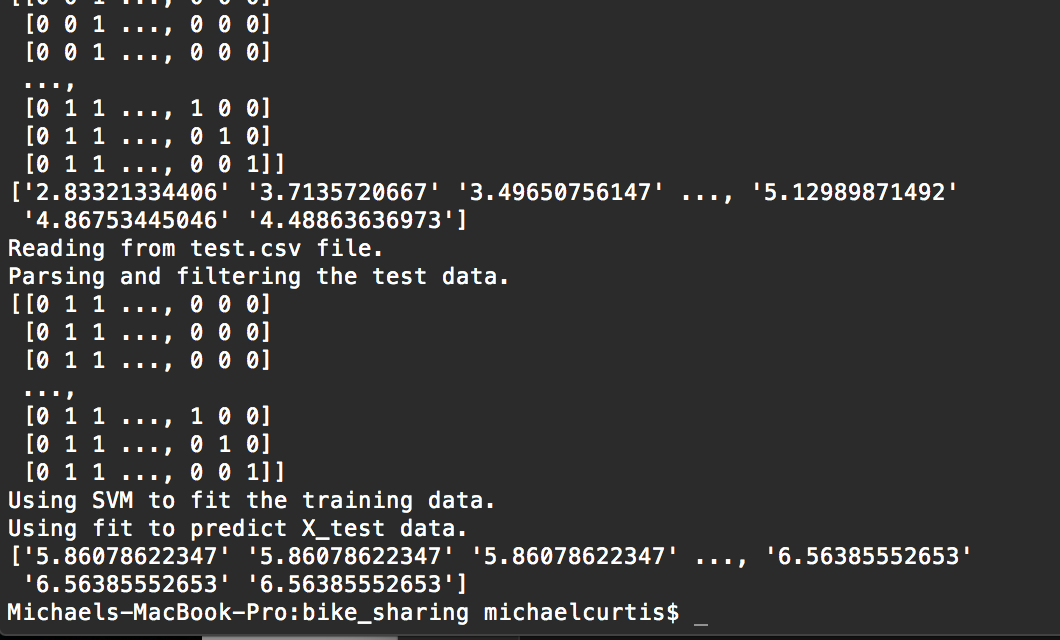 [[0 0 1 ..., 0 0 0]
[0 0 1 ..., 0 0 0]
[0 0 1 ..., 0 0 0]
...,
[0 1 1 ..., 1 0 0]
[0 1 1 ..., 0 1 0]
[0 1 1 ..., 0 0 1]]
['2.83321334406' '3.7135720667' '3.49650756147' ..., '5.12989871492'
'4.86753445046' '4.48863636973']
Reading from test.csv file.
Parsing and filtering the test data.
[[0 1 1 ..., 0 0 0]
[0 1 1 ..., 0 0 0]
[0 1 1 ..., 0 0 0]
...,
[0 1 1 ..., 1 0 0]
[0 1 1 ..., 0 1 0]
[0 1 1 ..., 0 0 1]]
Using SVM to fit the training data.
Using fit to predict X_test data.
['5.86078622347' '5.86078622347' '5.86078622347' ..., '6.56385552653'
'6.56385552653' '6.56385552653']
Michaels-MacBook-Pro:bike_sharing michaelcurtis$ _